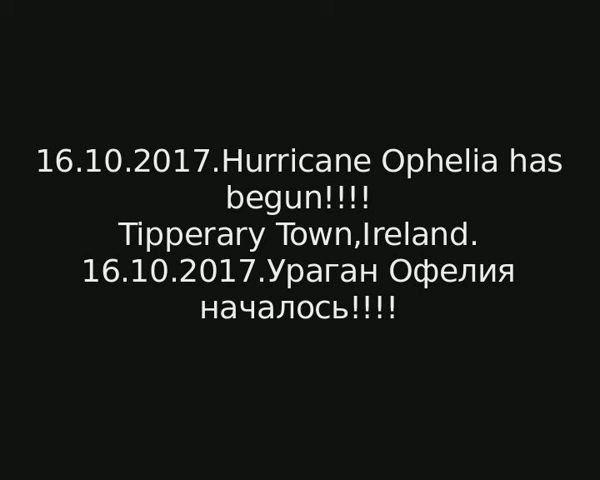 16.10.2017.Hurricane Ophelia has
begun!!!!
Tipperary Town,Ireland.
16.10.2017.Ураган Офелия
началось!!!!